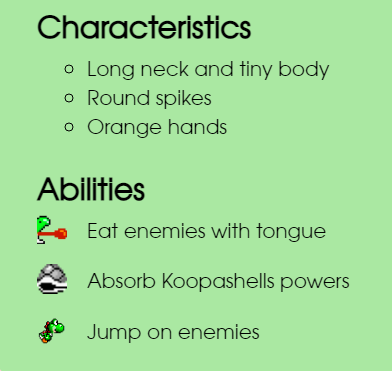 Characteristics
Long neck and tiny body
Round spikes
Orange hands
Abilities
Eat enemies with tongue
Absorb Koopashells powers
Jump on enemies